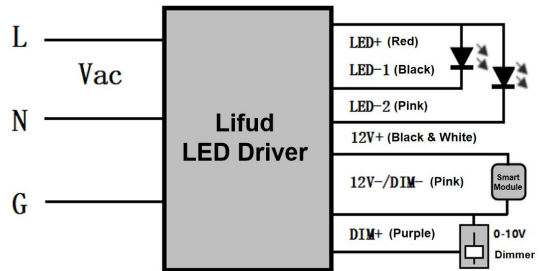 L
Vac
N
G
Lifud
LED Driver
LED+ (Red)
LED-1 (Black)
LED-2 (Pink)
12V+ (Black & White)
12V-/DIM- (Pink)
DIM+ (Purple)
Smart
Module
0-10V
Dimmer